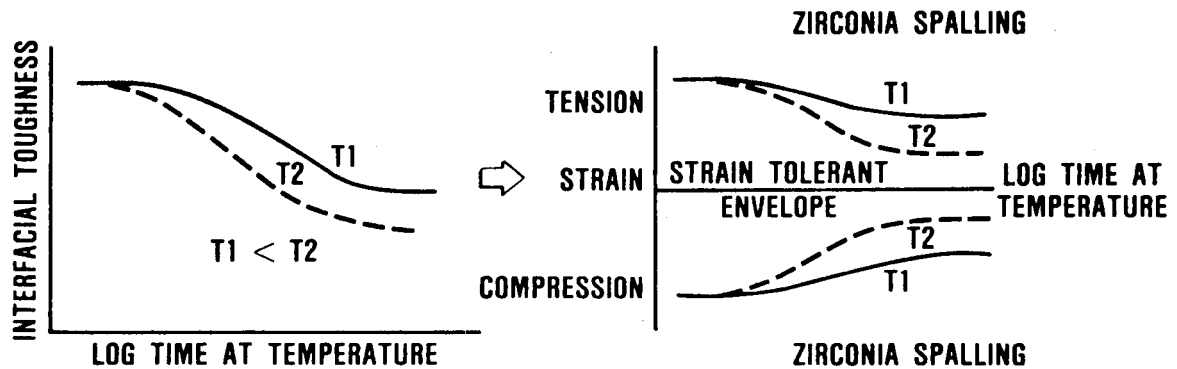 INTERFACIAL TOUGHNESS
T1
T2
T1 < T2
LOG TIME AT TEMPERATURE
ZIRCONIA SPALLING
TENSION
T1
T2
STRAIN
STRAIN TOLERANT
ENVELOPE
LOG TIME AT
TEMPERATURE
T2
COMPRESSION
T1
ZIRCONIA SPALLING